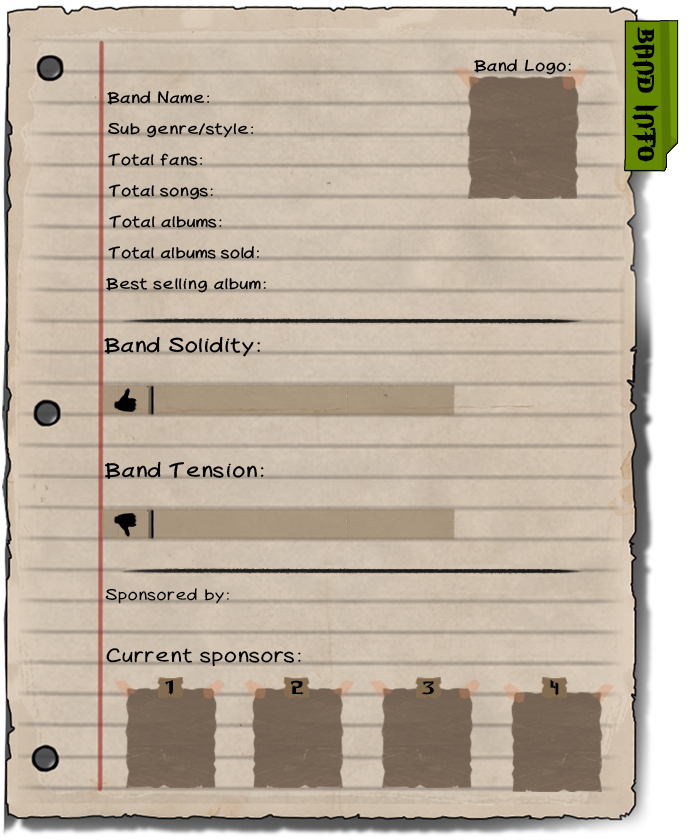 Band Logo:
BAND INFO
Band Name:
Sub genre/style:
Total fans:
Total songs:
Total albums:
Total albums sold:
Best selling album:
Band Solidity:
Band Tension:
Sponsored by:
Current sponsors:
1 2 3 4